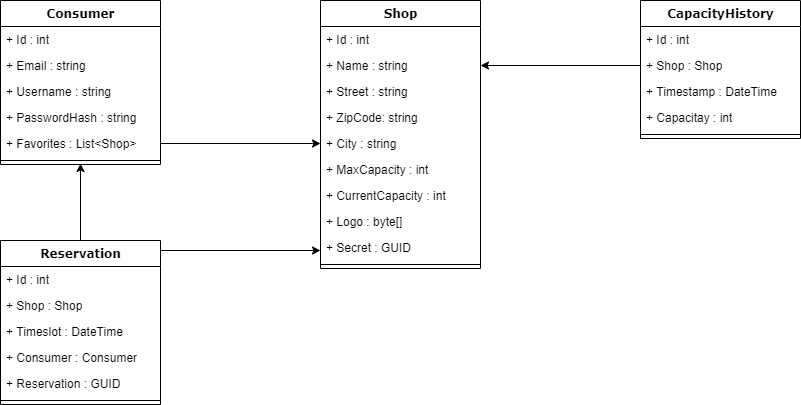 Consumer
+ Id : int
+ Email : string
+ Username : string
+ PasswordHash : string
+ Favorites : List<Shop>
Shop
+ Id : int
+ Name : string
+ Street : string
+ ZipCode: string
+ City : string
+ MaxCapacity : int
+ CurrentCapacity : int
+ Logo : byte[]
+ Secret : GUID
CapacityHistory
+ Id : int
+ Shop : Shop
+ Timestamp : DateTime
+ Capacitay : int
Reservation
+ Id : int
+ Shop : Shop
+ Timeslot : DateTime
+ Consumer : Consumer
+ Reservation : GUID